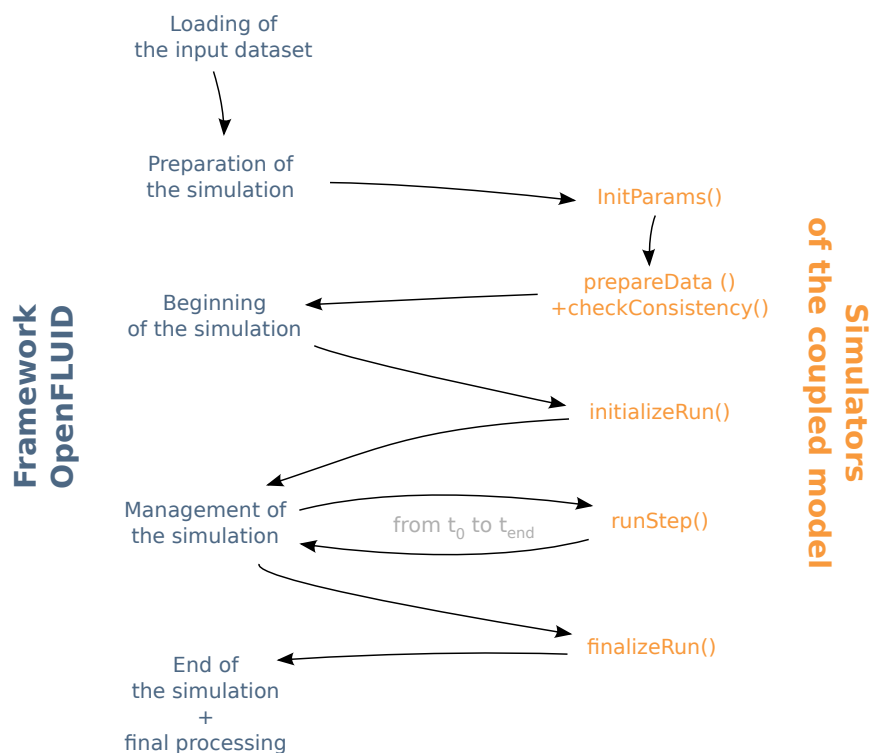 Loading of
the input dataset
Preparation of
the simulation
InitParams()
prepareData ()
+checkConsistency()
Beginning
of the simulation
initializeRun()
Management of
the simulation
from t0 to tend
runStep()
finalizeRun()
End of
the simulation
+
final processing
Framework
OpenFLUID
Simulators
of the coupled model